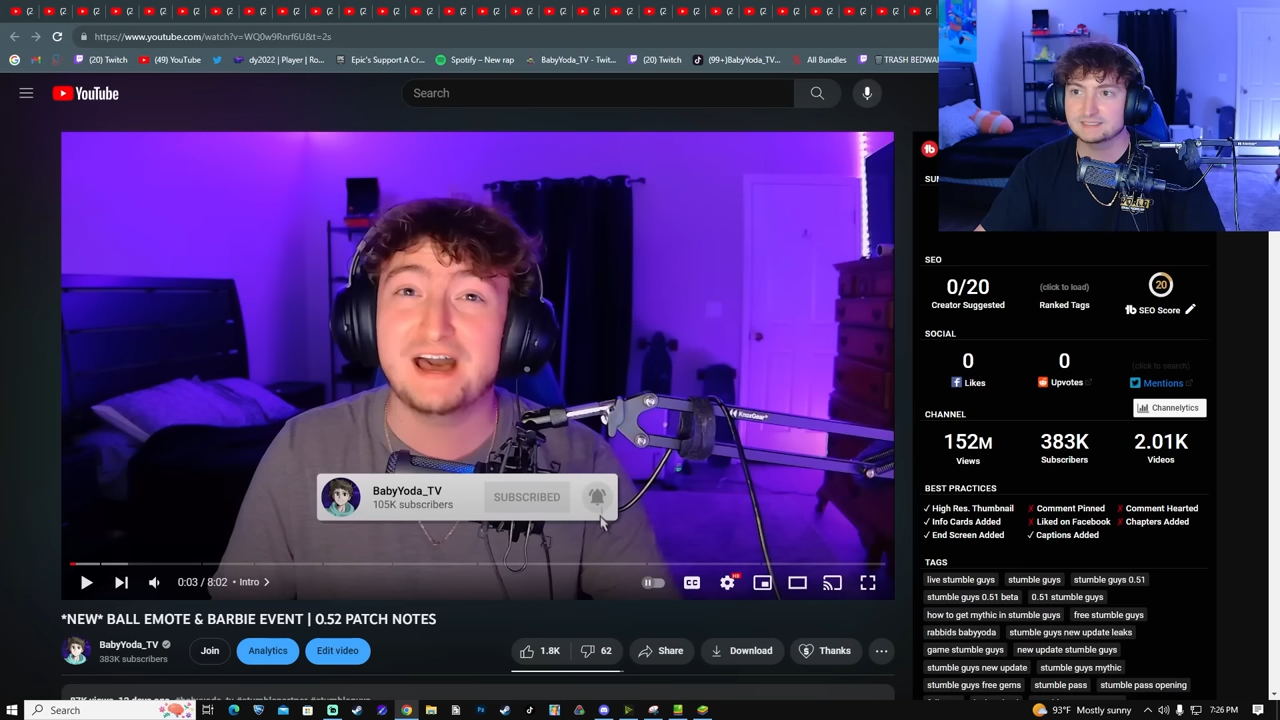 https://www.youtube.com/watch?v=WQ0w9Rnrf6U&t=2s
(20) Twitch
(49) YouTube
dy2022 | Player | Ro...
Epic's Support A Cr...
Spotify – New rap
BabyYoda_TV - Twit...
(20) Twitch
(99+)BabyYoda_TV...
All Bundles
TRASH BEDWA
YouTube
Search
KnoxGear
BabyYoda_TV
105K subscribers
SUBSCRIBED
0:03 / 8:02 • Intro
CC
HD
*NEW* BALL EMOTE & BARBIE EVENT | 0.52 PATCH NOTES
BabyYoda_TV
383K subscribers
Join
Analytics
Edit video
1.8K
62
Share
Download
Thanks
tb
SEO
0/20
Creator Suggested
(click to load)
Ranked Tags
20
tb SEO Score
SOCIAL
0
Likes
0
Upvotes
(click to search)
Mentions
Channelytics
CHANNEL
152M
Views
383K
Subscribers
2.01K
Videos
BEST PRACTICES
✓ High Res. Thumbnail
✗ Comment Pinned
✗ Comment Hearted
✓ Info Cards Added
✗ Liked on Facebook
✗ Chapters Added
✓ End Screen Added
✓ Captions Added
TAGS
live stumble guys
stumble guys
stumble guys 0.51
stumble guys 0.51 beta
0.51 stumble guys
how to get mythic in stumble guys
free stumble guys
rabbids babyyoda
stumble guys new update leaks
game stumble guys
new update stumble guys
stumble guys new update
stumble guys mythic
stumble guys free gems
stumble pass
stumble pass opening
Search
93°F Mostly sunny
7:26 PM